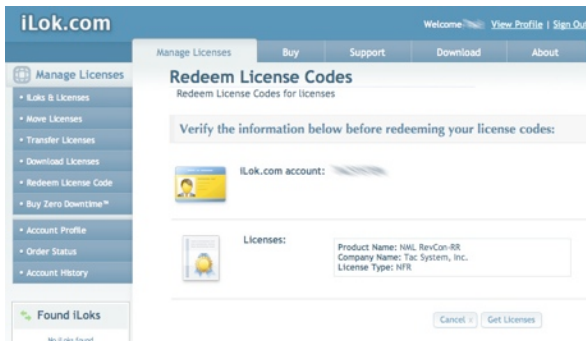 iLok.com
Welcome View Profile | Sign Out
Manage Licenses Buy Support Download About
Manage Licenses
• iLoks & Licenses
• Move Licenses
• Transfer Licenses
• Download Licenses
• Redeem License Code
• Buy Zero Downtime™
• Account Profile
• Order Status
• Account History
Found iLoks
No iLoks found
Redeem License Codes
Redeem License Codes for licenses
Verify the information below before redeeming your license codes:
iLok.com account:
Licenses:
Product Name: NML RevCon-RR
Company Name: Tac System, Inc.
License Type: NFR
Cancel x Get Licenses